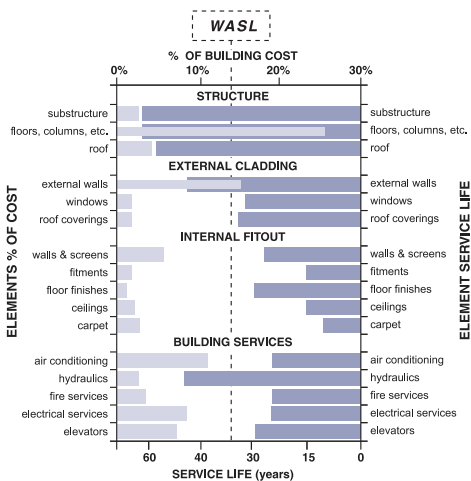 WASL
% OF BUILDING COST
0% 10% 20% 30%
STRUCTURE
substructure substructure
floors, columns, etc. floors, columns, etc.
roof roof
EXTERNAL CLADDING
external walls external walls
windows windows
roof coverings roof coverings
INTERNAL FITOUT
walls & screens walls & screens
fitments fitments
floor finishes floor finishes
ceilings ceilings
carpet carpet
BUILDING SERVICES
air conditioning air conditioning
hydraulics hydraulics
fire services fire services
electrical services electrical services
elevators elevators
60 40 30 15 0
SERVICE LIFE (years)
ELEMENTS % OF COST
ELEMENT SERVICE LIFE